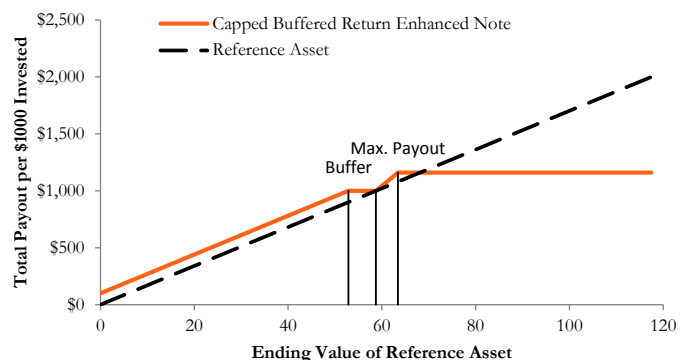 $2,500
Capped Buffered Return Enhanced Note
Reference Asset
$2,000
$1,500
Max. Payout
Buffer
$1,000
$500
$0
Total Payout per $1000 Invested
0 20 40 60 80 100 120
Ending Value of Reference Asset